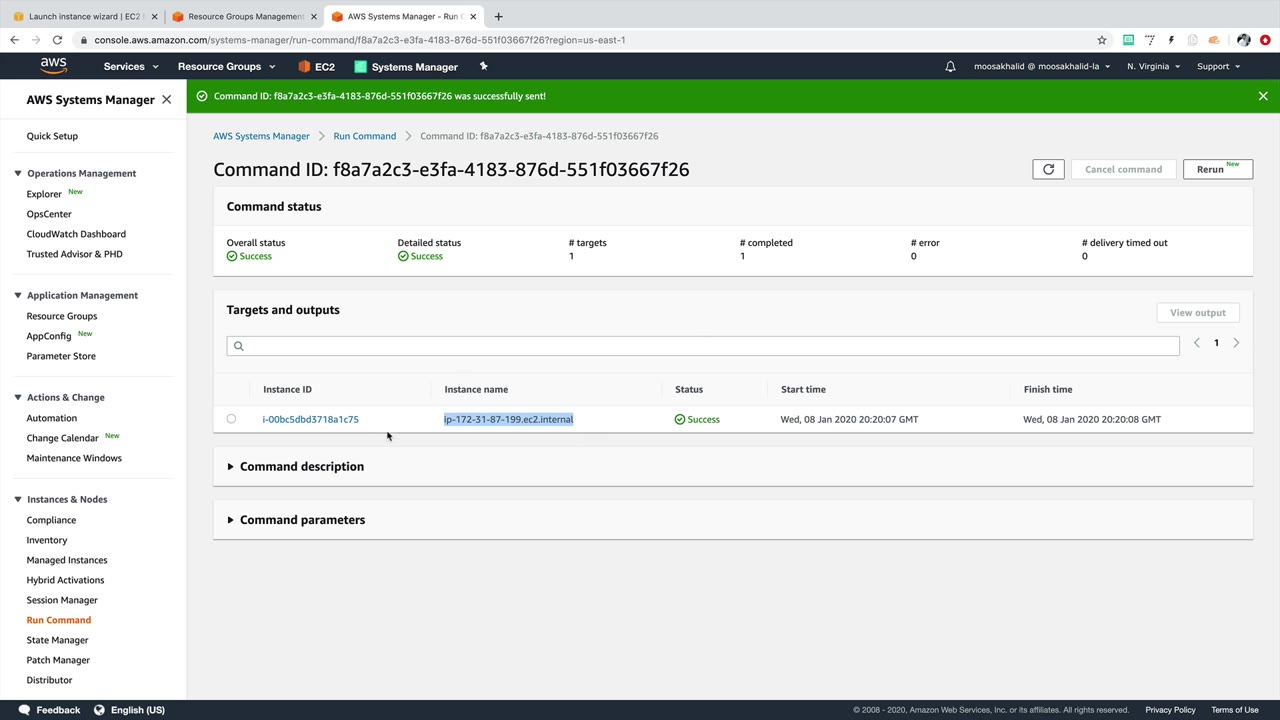 Launch instance wizard | EC2
Resource Groups Management
AWS Systems Manager - Run C
console.aws.amazon.com/systems-manager/run-command/f8a7a2c3-e3fa-4183-876d-551f03667f26?region=us-east-1
aws
Services
Resource Groups
EC2
Systems Manager
moosakhalid @ moosakhalid-la
N. Virginia
Support
AWS Systems Manager
Quick Setup
Operations Management
Explorer New
OpsCenter
CloudWatch Dashboard
Trusted Advisor & PHD
Application Management
Resource Groups
AppConfig New
Parameter Store
Actions & Change
Automation
Change Calendar New
Maintenance Windows
Instances & Nodes
Compliance
Inventory
Managed Instances
Hybrid Activations
Session Manager
Run Command
State Manager
Patch Manager
Distributor
Command ID: f8a7a2c3-e3fa-4183-876d-551f03667f26 was successfully sent!
AWS Systems Manager
Run Command
Command ID: f8a7a2c3-e3fa-4183-876d-551f03667f26
Command ID: f8a7a2c3-e3fa-4183-876d-551f03667f26
Cancel command
Rerun New
Command status
Overall status
Success
Detailed status
Success
# targets
1
# completed
1
# error
0
# delivery timed out
0
Targets and outputs
View output
1
Instance ID
Instance name
Status
Start time
Finish time
i-00bc5dbd3718a1c75
ip-172-31-87-199.ec2.internal
Success
Wed, 08 Jan 2020 20:20:07 GMT
Wed, 08 Jan 2020 20:20:08 GMT
Command description
Command parameters
Feedback
English (US)
© 2008 - 2020, Amazon Web Services, Inc. or its affiliates. All rights reserved.
Privacy Policy
Terms of Use